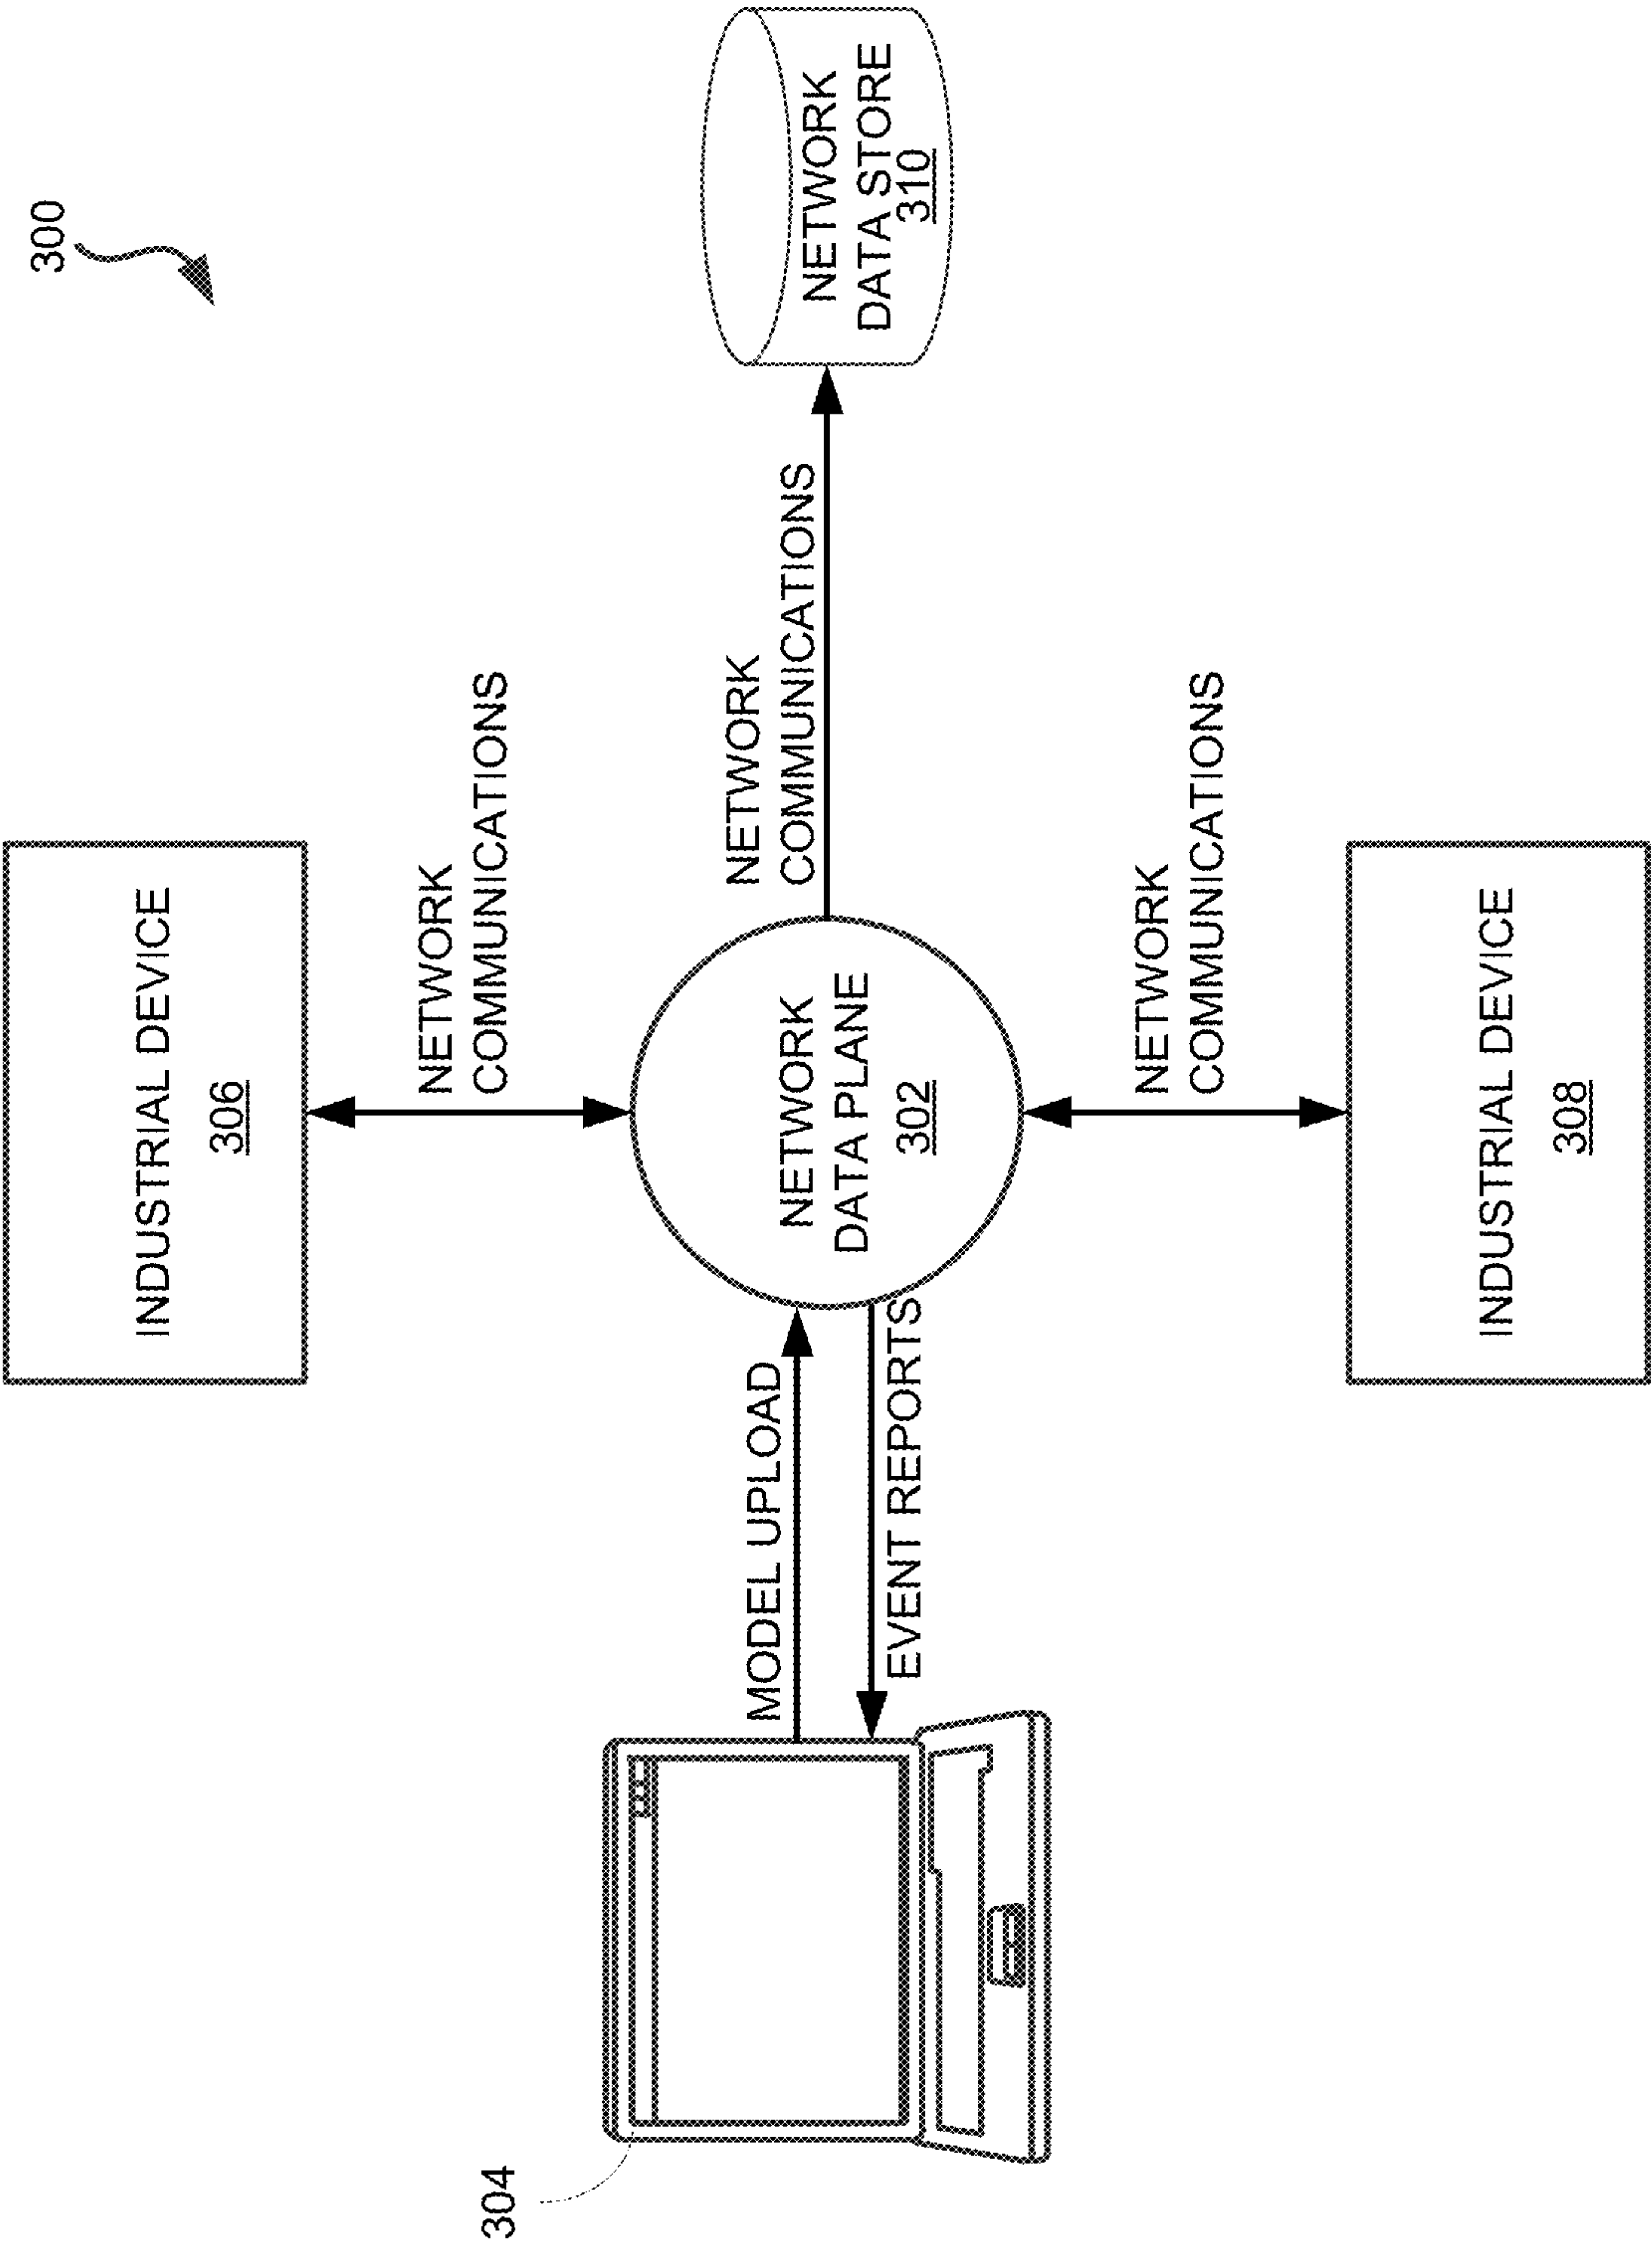 300
INDUSTRIAL DEVICE
306
NETWORK
COMMUNICATIONS
304
MODEL UPLOAD
EVENT REPORTS
NETWORK
DATA PLANE
302
NETWORK
COMMUNICATIONS
NETWORK
DATA STORE
310
NETWORK
COMMUNICATIONS
INDUSTRIAL DEVICE
308